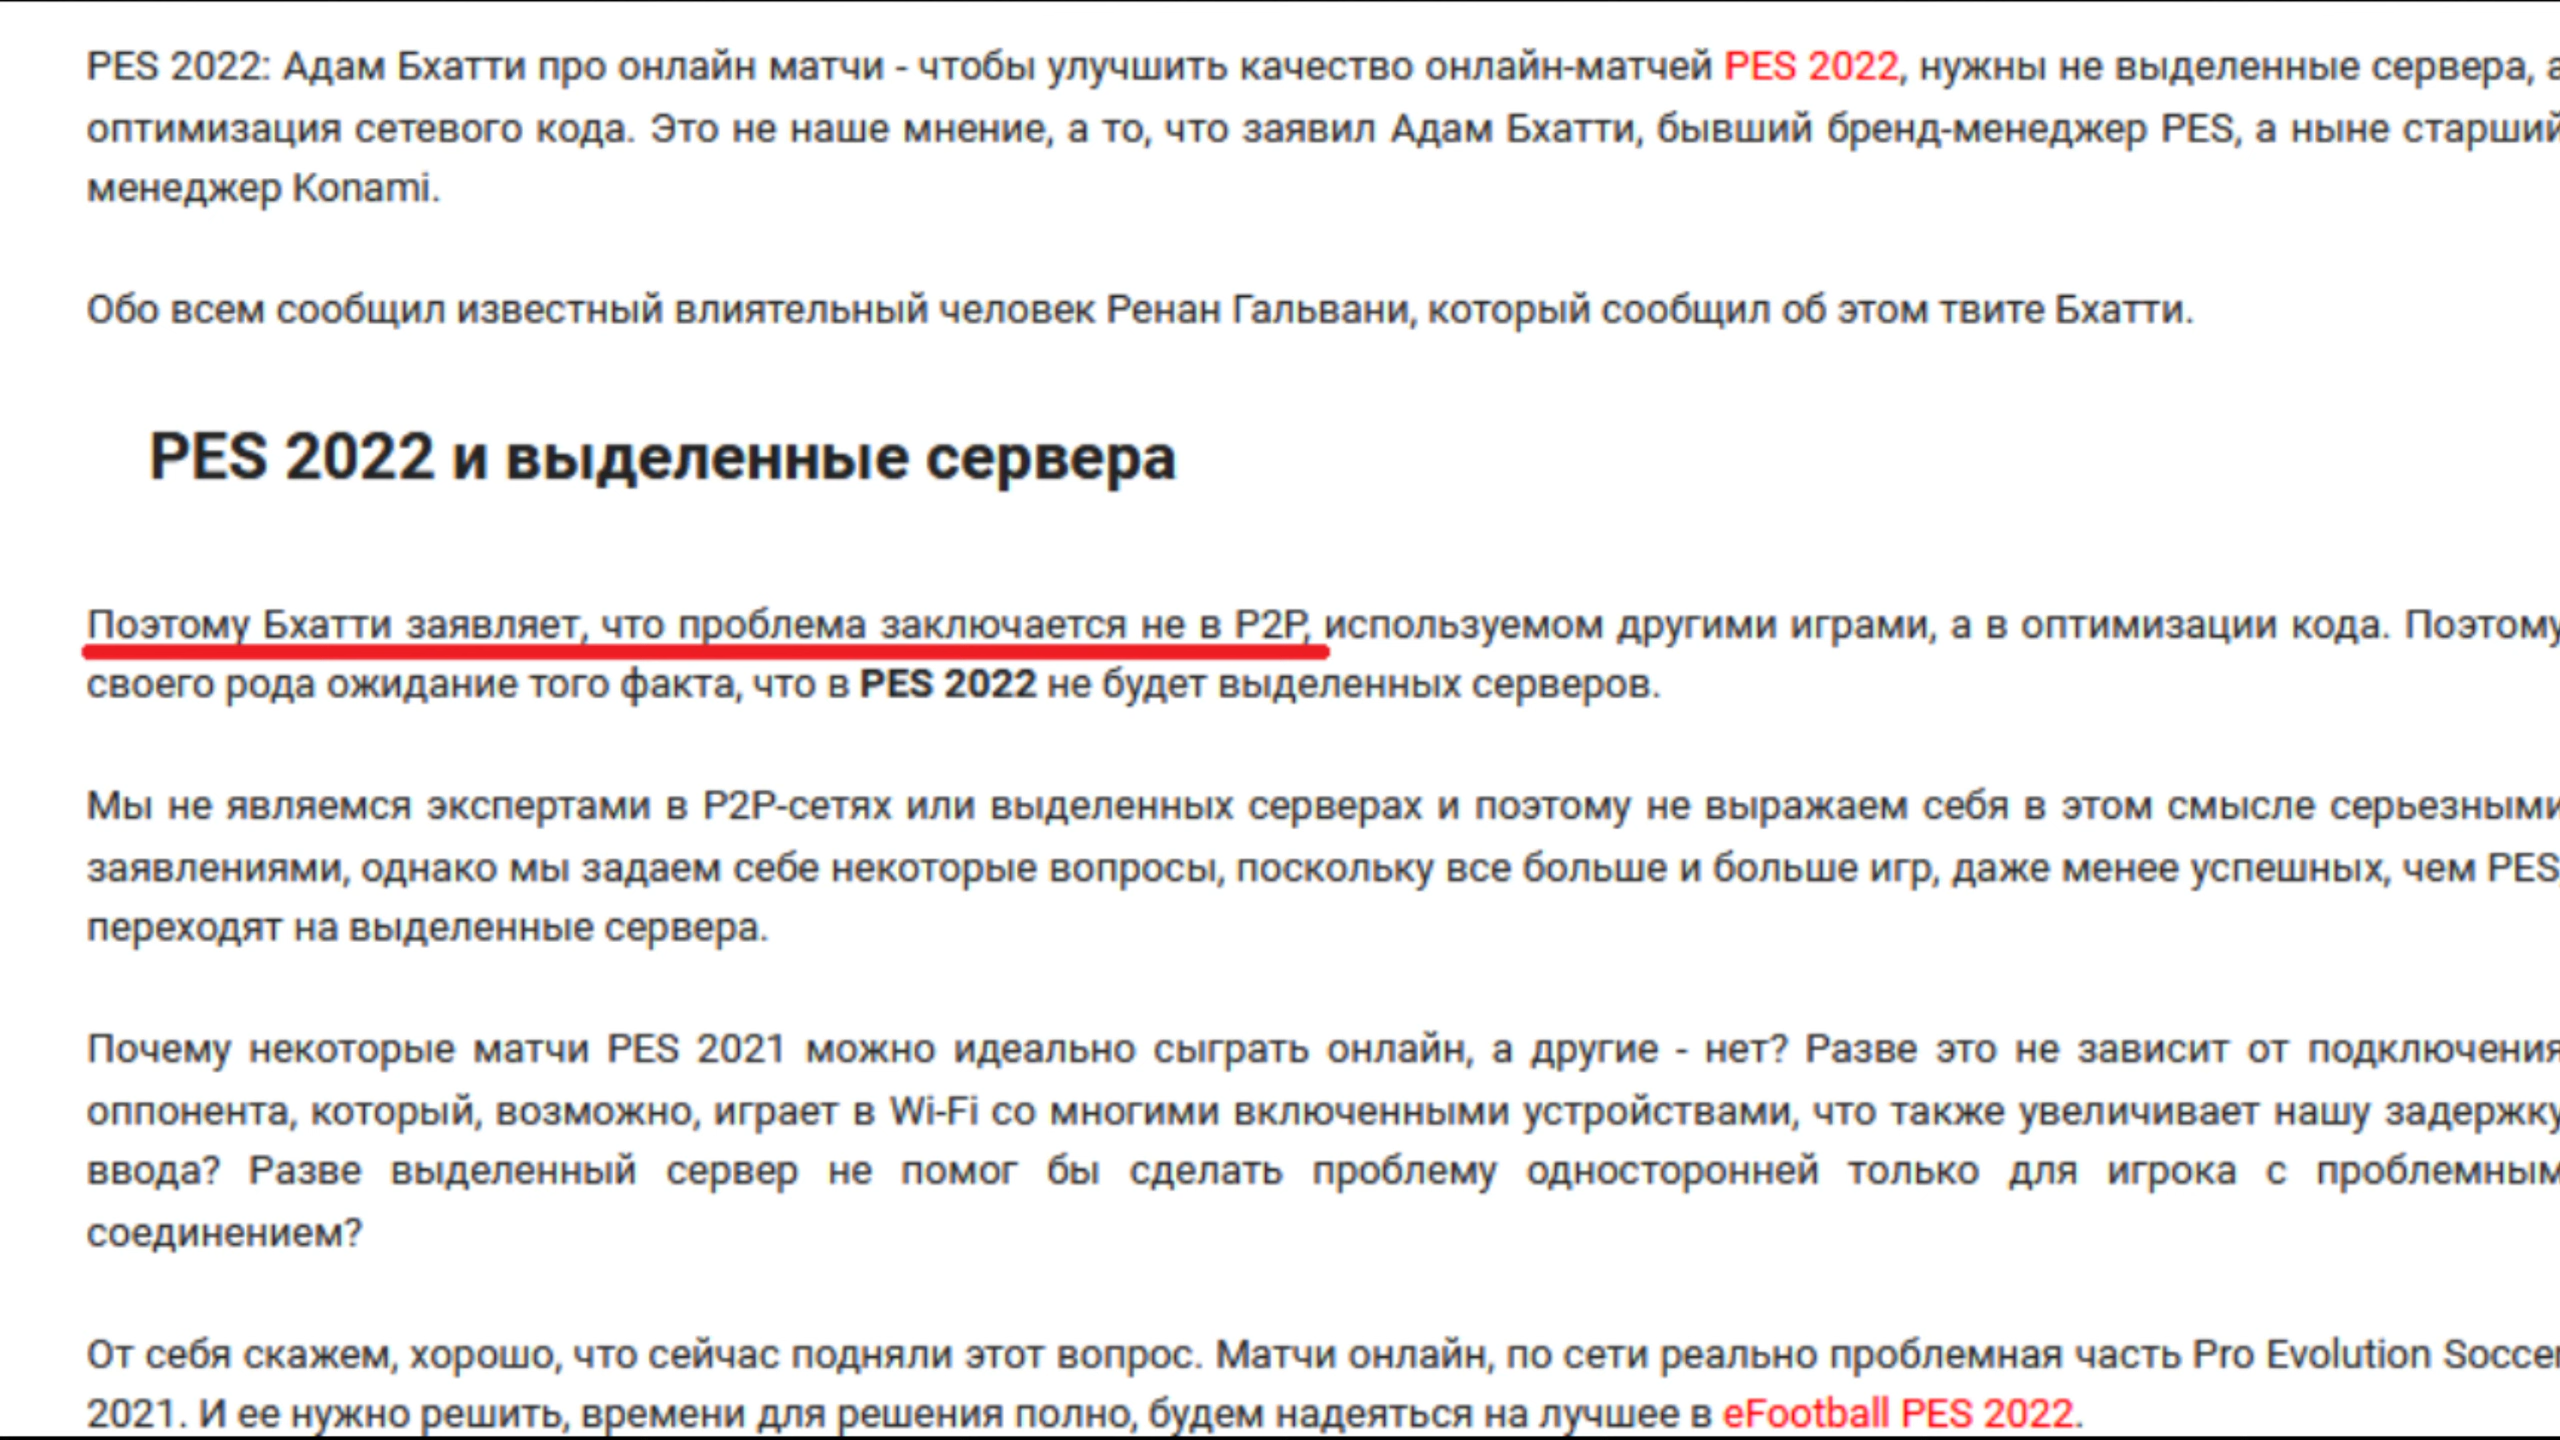 PES 2022: Адам Бхатти про онлайн матчи - чтобы улучшить качество онлайн-матчей PES 2022, нужны не выделенные сервера, а
оптимизация сетевого кода. Это не наше мнение, а то, что заявил Адам Бхатти, бывший бренд-менеджер PES, а ныне старший
менеджер Konami.
Обо всем сообщил известный влиятельный человек Ренан Гальвани, который сообщил об этом твите Бхатти.
PES 2022 и выделенные сервера
Поэтому Бхатти заявляет, что проблема заключается не в P2P, используемом другими играми, а в оптимизации кода. Поэтому
своего рода ожидание того факта, что в PES 2022 не будет выделенных серверов.
Мы не являемся экспертами в P2P-сетях или выделенных серверах и поэтому не выражаем себя в этом смысле серьезными
заявлениями, однако мы задаем себе некоторые вопросы, поскольку все больше и больше игр, даже менее успешных, чем PES,
переходят на выделенные сервера.
Почему некоторые матчи PES 2021 можно идеально сыграть онлайн, а другие - нет? Разве это не зависит от подключения
оппонента, который, возможно, играет в Wi-Fi со многими включенными устройствами, что также увеличивает нашу задержку
ввода? Разве выделенный сервер не помог бы сделать проблему односторонней только для игрока с проблемным
соединением?
От себя скажем, хорошо, что сейчас подняли этот вопрос. Матчи онлайн, по сети реально проблемная часть Pro Evolution Soccer
2021. И ее нужно решить, времени для решения полно, будем надеяться на лучшее в eFootball PES 2022.